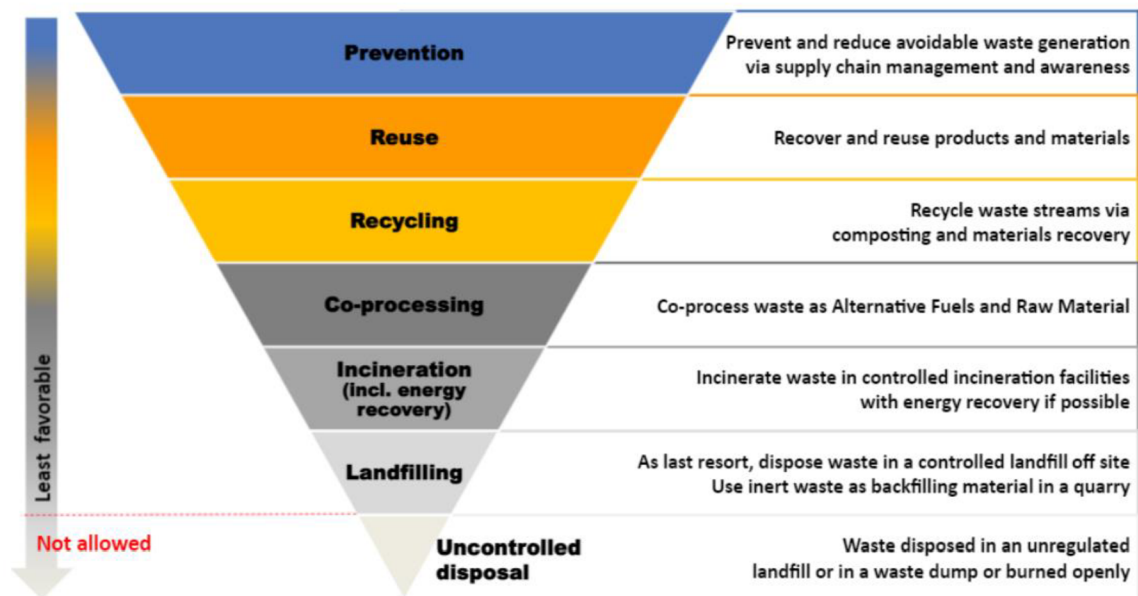 Prevention
Prevent and reduce avoidable waste generation
via supply chain management and awareness
Reuse
Recover and reuse products and materials
Recycling
Recycle waste streams via
composting and materials recovery
Co-processing
Co-process waste as Alternative Fuels and Raw Material
Incineration
(incl. energy
recovery)
Incinerate waste in controlled incineration facilities
with energy recovery if possible
Least favorable
Landfilling
As last resort, dispose waste in a controlled landfill off site
Use inert waste as backfilling material in a quarry
Not allowed
Uncontrolled
disposal
Waste disposed in an unregulated
landfill or in a waste dump or burned openly